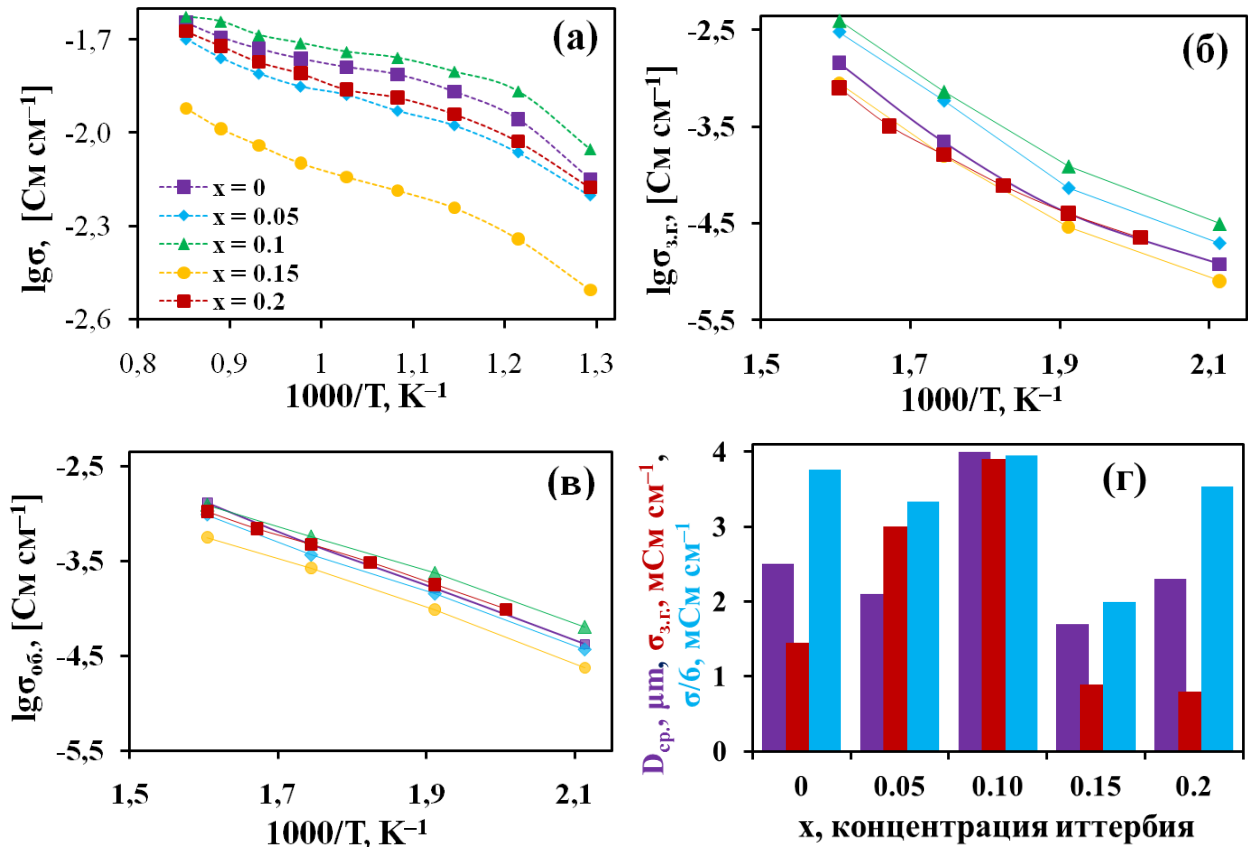 (а)
lgσ, [См см⁻¹]
-1,7
-2,0
-2,3
-2,6
x = 0
x = 0.05
x = 0.1
x = 0.15
x = 0.2
0,8 0,9 1 1,1 1,2 1,3
1000/T, K⁻¹
(б)
lgσз.г., [См см⁻¹]
-2,5
-3,5
-4,5
-5,5
1,5 1,7 1,9 2,1
1000/T, K⁻¹
(в)
lgσоб., [См см⁻¹]
-2,5
-3,5
-4,5
-5,5
1,5 1,7 1,9 2,1
1000/T, K⁻¹
(г)
Dср., µm, σз.г., мСм см⁻¹,
σ/6, мСм см⁻¹
4
3
2
1
0
0 0.05 0.10 0.15 0.2
x, концентрация иттербия